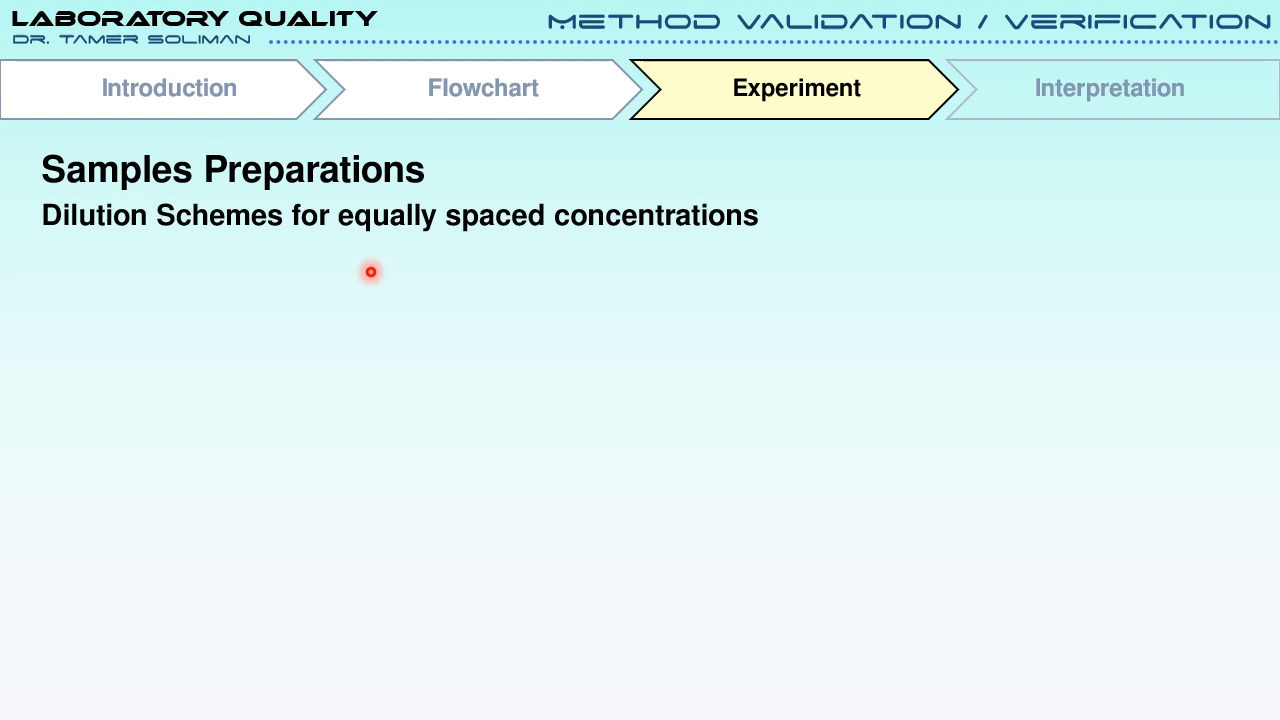 LABORATORY QUALITY
DR. TAMER SOLIMAN
METHOD VALIDATION / VERIFICATION
Introduction
Flowchart
Experiment
Interpretation
Samples Preparations
Dilution Schemes for equally spaced concentrations